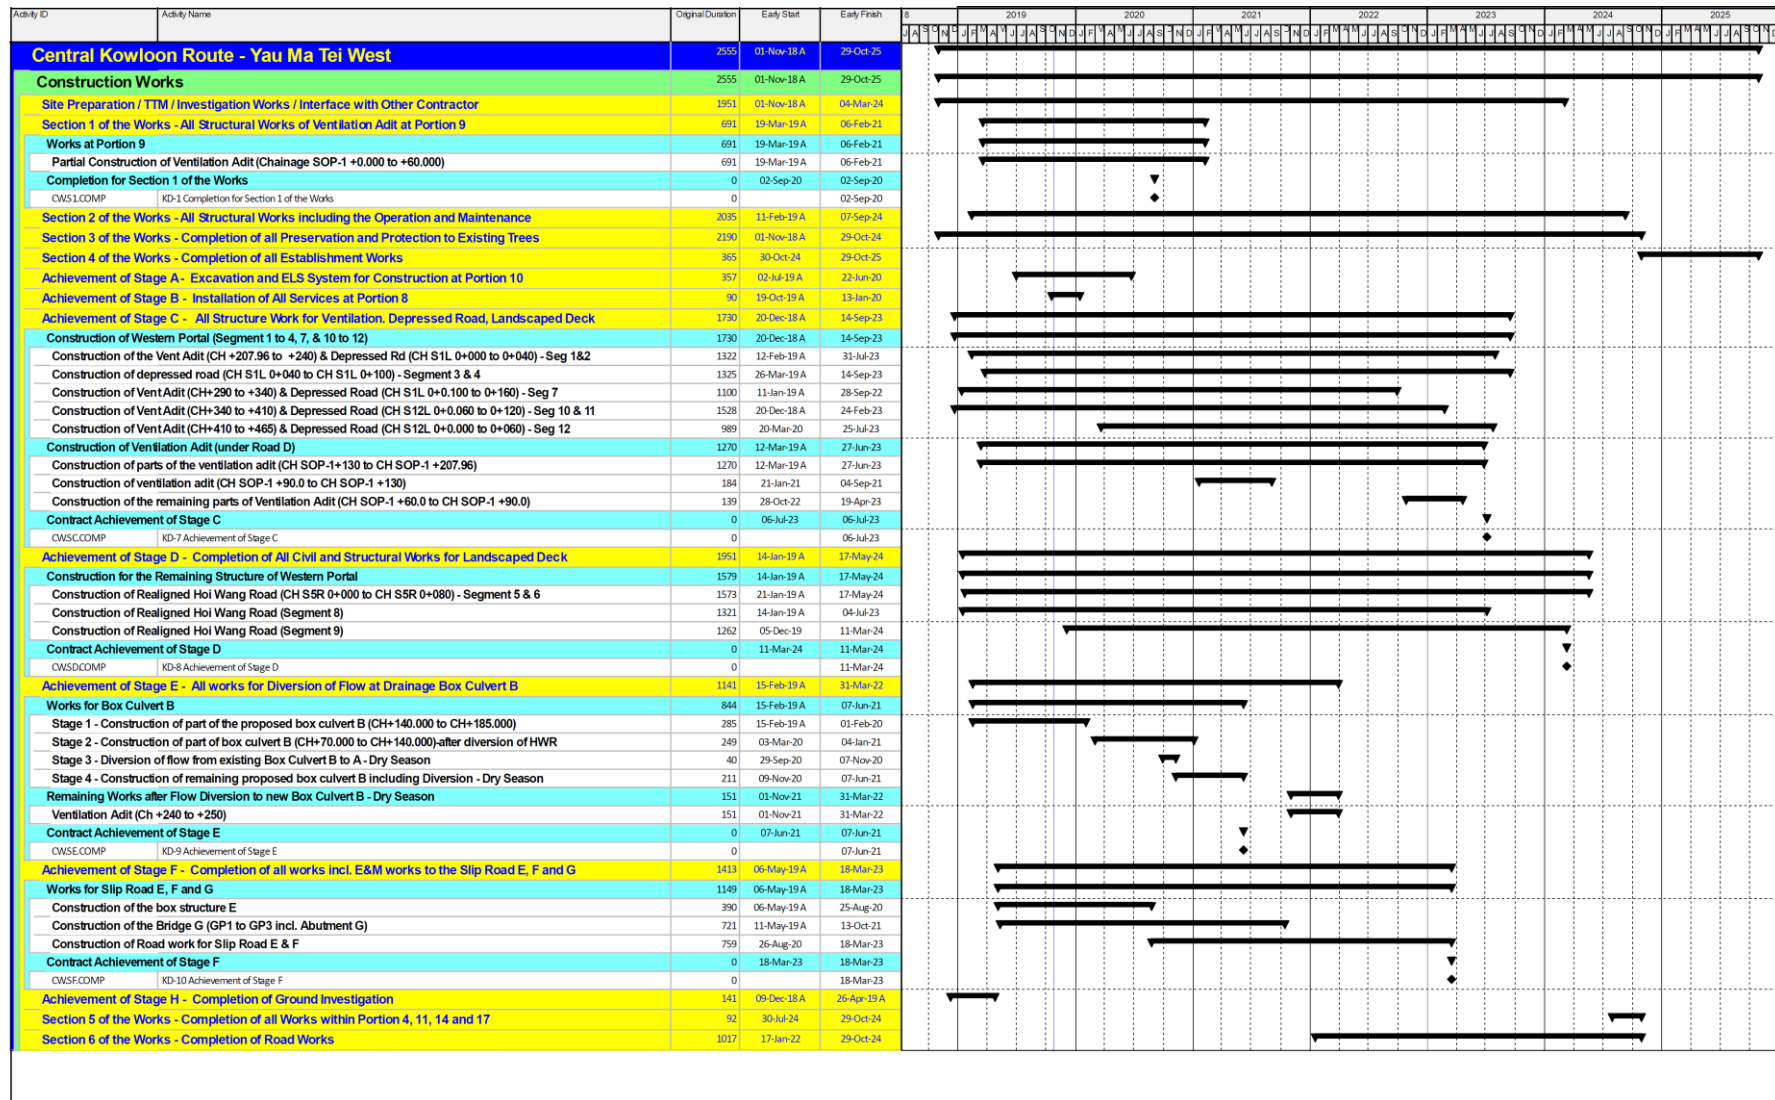 Activity ID Activity Name Original Duration Early Start Early Finish 8 2019 2020 2021 2022 2023 2024 2025
Central Kowloon Route - Yau Ma Tei West 2555 01-Nov-18 A 29-Oct-25
Construction Works 2555 01-Nov-18 A 29-Oct-25
Site Preparation / TTM / Investigation Works / Interface with Other Contractor 1951 01-Nov-18 A 04-Mar-24
Section 1 of the Works - All Structural Works of Ventilation Adit at Portion 9 691 19-Mar-19 A 06-Feb-21
Works at Portion 9 691 19-Mar-19 A 06-Feb-21
Partial Construction of Ventilation Adit (Chainage SOP-1 +0.000 to +60.000) 691 19-Mar-19 A 06-Feb-21
Completion for Section 1 of the Works 0 02-Sep-20 02-Sep-20
CW.S1.COMP KD-1 Completion for Section 1 of the Works 0 02-Sep-20
Section 2 of the Works - All Structural Works including the Operation and Maintenance 2035 11-Feb-19 A 07-Sep-24
Section 3 of the Works - Completion of all Preservation and Protection to Existing Trees 2190 01-Nov-18 A 29-Oct-24
Section 4 of the Works - Completion of all Establishment Works 365 30-Oct-24 29-Oct-25
Achievement of Stage A - Excavation and ELS System for Construction at Portion 10 357 02-Jul-19 A 22-Jun-20
Achievement of Stage B - Installation of All Services at Portion 8 90 19-Oct-19 A 13-Jan-20
Achievement of Stage C - All Structure Work for Ventilation. Depressed Road, Landscaped Deck 1730 20-Dec-18 A 14-Sep-23
Construction of Western Portal (Segment 1 to 4, 7, & 10 to 12) 1730 20-Dec-18 A 14-Sep-23
Construction of the Vent Adit (CH +207.96 to +240) & Depressed Rd (CH S1L 0+000 to 0+040) - Seg 1&2 1322 12-Feb-19 A 31-Jul-23
Construction of depressed road (CH S1L 0+040 to CH S1L 0+100) - Segment 3 & 4 1325 26-Mar-19 A 14-Sep-23
Construction of Vent Adit (CH+290 to +340) & Depressed Road (CH S1L 0+0.100 to 0+160) - Seg 7 1100 11-Jan-19 A 28-Sep-22
Construction of Vent Adit (CH+340 to +410) & Depressed Road (CH S12L 0+0.060 to 0+120) - Seg 10 & 11 1528 20-Dec-18 A 24-Feb-23
Construction of Vent Adit (CH+410 to +465) & Depressed Road (CH S12L 0+0.000 to 0+060) - Seg 12 989 20-Mar-20 25-Jul-23
Construction of Ventilation Adit (under Road D) 1270 12-Mar-19 A 27-Jun-23
Construction of parts of the ventilation adit (CH SOP-1+130 to CH SOP-1 +207.96) 1270 12-Mar-19 A 27-Jun-23
Construction of ventilation adit (CH SOP-1 +90.0 to CH SOP-1 +130) 184 21-Jan-21 04-Sep-21
Construction of the remaining parts of Ventilation Adit (CH SOP-1 +60.0 to CH SOP-1 +90.0) 139 28-Oct-22 19-Apr-23
Contract Achievement of Stage C 0 06-Jul-23 06-Jul-23
CW.SC.COMP KD-7 Achievement of Stage C 0 06-Jul-23
Achievement of Stage D - Completion of All Civil and Structural Works for Landscaped Deck 1951 14-Jan-19 A 17-May-24
Construction for the Remaining Structure of Western Portal 1579 14-Jan-19 A 17-May-24
Construction of Realigned Hoi Wang Road (CH S5R 0+000 to CH S5R 0+080) - Segment 5 & 6 1573 21-Jan-19 A 17-May-24
Construction of Realigned Hoi Wang Road (Segment 8) 1321 14-Jan-19 A 04-Jul-23
Construction of Realigned Hoi Wang Road (Segment 9) 1262 05-Dec-19 11-Mar-24
Contract Achievement of Stage D 0 11-Mar-24 11-Mar-24
CW.SD.COMP KD-8 Achievement of Stage D 0 11-Mar-24
Achievement of Stage E - All works for Diversion of Flow at Drainage Box Culvert B 1141 15-Feb-19 A 31-Mar-22
Works for Box Culvert B 844 15-Feb-19 A 07-Jun-21
Stage 1 - Construction of part of the proposed box culvert B (CH+140.000 to CH+185.000) 285 15-Feb-19 A 01-Feb-20
Stage 2 - Construction of part of box culvert B (CH+70.000 to CH+140.000)-after diversion of HWR 249 03-Mar-20 04-Jan-21
Stage 3 - Diversion of flow from existing Box Culvert B to A - Dry Season 40 29-Sep-20 07-Nov-20
Stage 4 - Construction of remaining proposed box culvert B including Diversion - Dry Season 211 09-Nov-20 07-Jun-21
Remaining Works after Flow Diversion to new Box Culvert B - Dry Season 151 01-Nov-21 31-Mar-22
Ventilation Adit (Ch +240 to +250) 151 01-Nov-21 31-Mar-22
Contract Achievement of Stage E 0 07-Jun-21 07-Jun-21
CW.SE.COMP KD-9 Achievement of Stage E 0 07-Jun-21
Achievement of Stage F - Completion of all works incl. E&M works to the Slip Road E, F and G 1413 06-May-19 A 18-Mar-23
Works for Slip Road E, F and G 1149 06-May-19 A 18-Mar-23
Construction of the box structure E 390 06-May-19 A 25-Aug-20
Construction of the Bridge G (GP1 to GP3 incl. Abutment G) 721 11-May-19 A 13-Oct-21
Construction of Road work for Slip Road E & F 759 26-Aug-20 18-Mar-23
Contract Achievement of Stage F 0 18-Mar-23 18-Mar-23
CW.SF.COMP KD-10 Achievement of Stage F 0 18-Mar-23
Achievement of Stage H - Completion of Ground Investigation 141 09-Dec-18 A 26-Apr-19 A
Section 5 of the Works - Completion of all Works within Portion 4, 11, 14 and 17 92 30-Jul-24 29-Oct-24
Section 6 of the Works - Completion of Road Works 1017 17-Jan-22 29-Oct-24